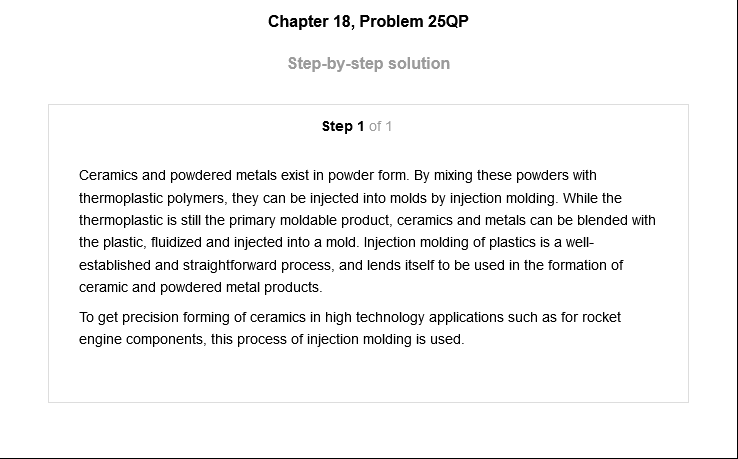 Chapter 18, Problem 25QP
Step-by-step solution
Step 1 of 1
Ceramics and powdered metals exist in powder form. By mixing these powders with
thermoplastic polymers, they can be injected into molds by injection molding. While the
thermoplastic is still the primary moldable product, ceramics and metals can be blended with
the plastic, fluidized and injected into a mold. Injection molding of plastics is a well-
established and straightforward process, and lends itself to be used in the formation of
ceramic and powdered metal products.
To get precision forming of ceramics in high technology applications such as for rocket
engine components, this process of injection molding is used.